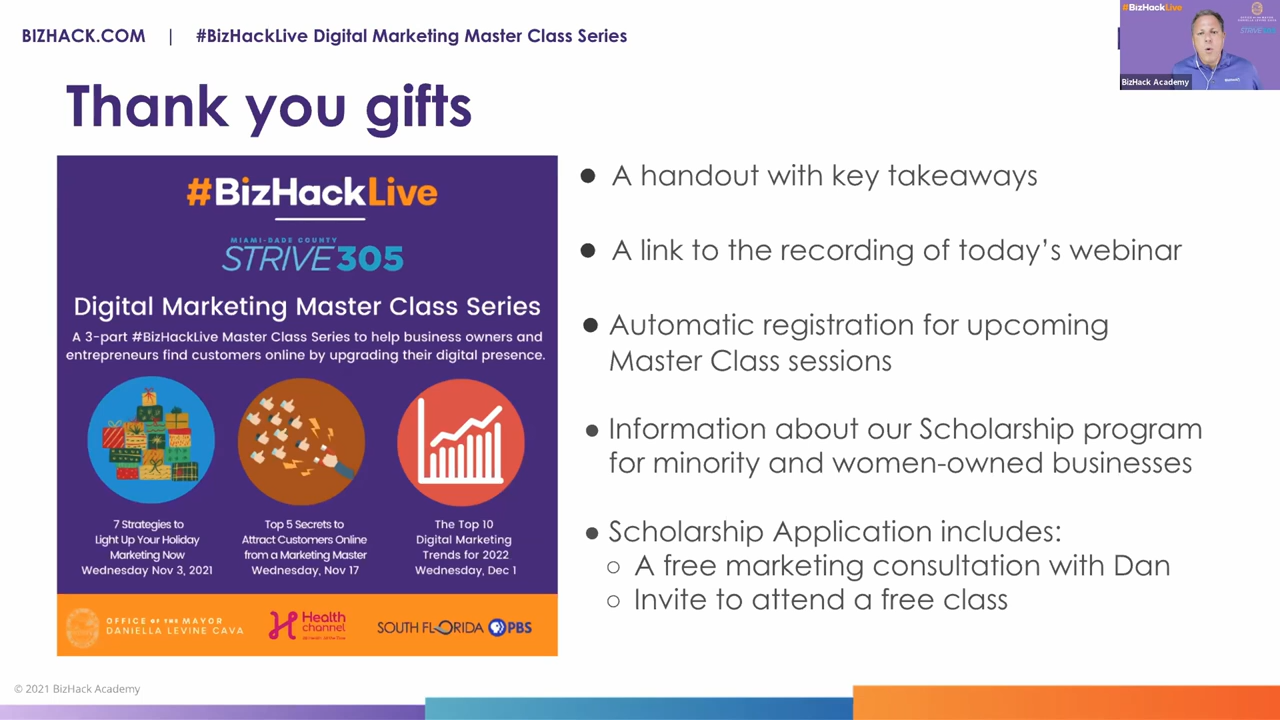 BIZHACK.COM | #BizHackLive Digital Marketing Master Class Series
#BizHackLive
BizHack Academy
Thank you gifts
#BizHackLive
MIAMI-DADE COUNTY
STRIVE 305
Digital Marketing Master Class Series
A 3-part #BizHackLive Master Class Series to help business owners and
entrepreneurs find customers online by upgrading their digital presence.
7 Strategies to
Light Up Your Holiday
Marketing Now
Wednesday Nov 3, 2021
Top 5 Secrets to
Attract Customers Online
from a Marketing Master
Wednesday, Nov 17
The Top 10
Digital Marketing
Trends for 2022
Wednesday, Dec 1
OFFICE OF THE MAYOR
DANIELLA LEVINE CAVA
Health
channel
SOUTH FLORIDA PBS
● A handout with key takeaways
● A link to the recording of today’s webinar
● Automatic registration for upcoming
Master Class sessions
● Information about our Scholarship program
for minority and women-owned businesses
● Scholarship Application includes:
○ A free marketing consultation with Dan
○ Invite to attend a free class
© 2021 BizHack Academy